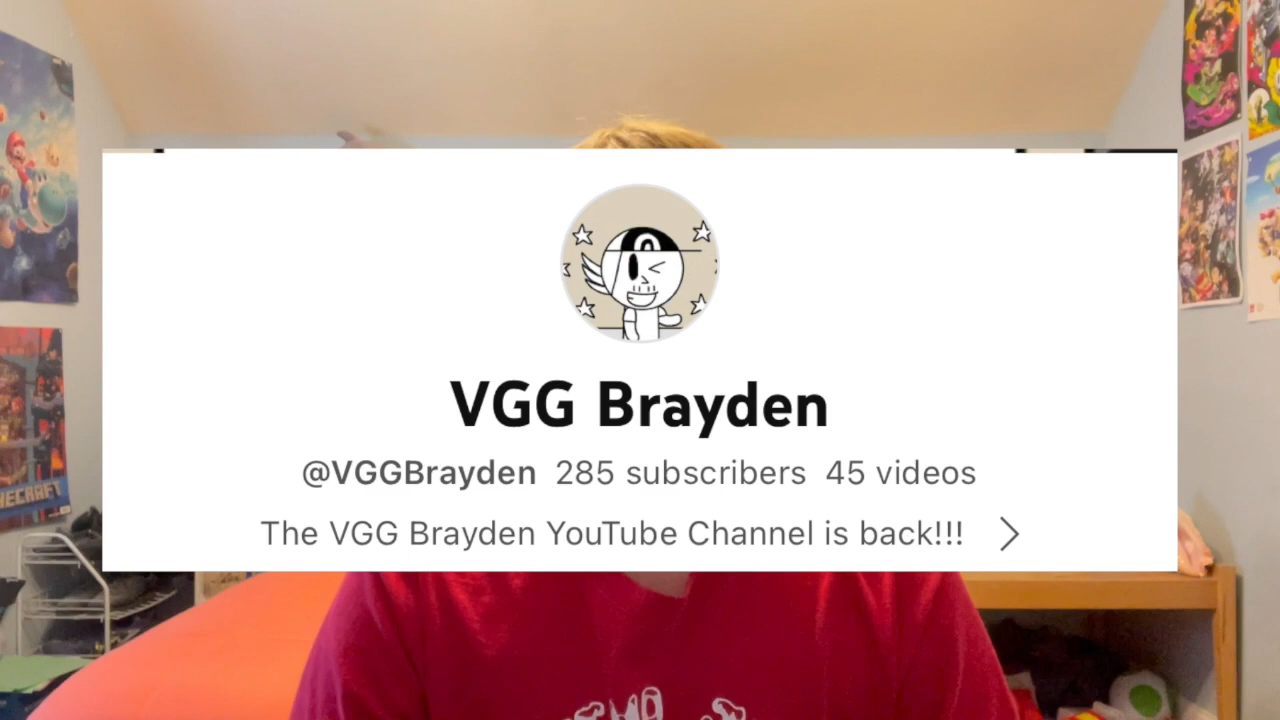 VGG Brayden
@VGGBrayden 285 subscribers 45 videos
The VGG Brayden YouTube Channel is back!!!